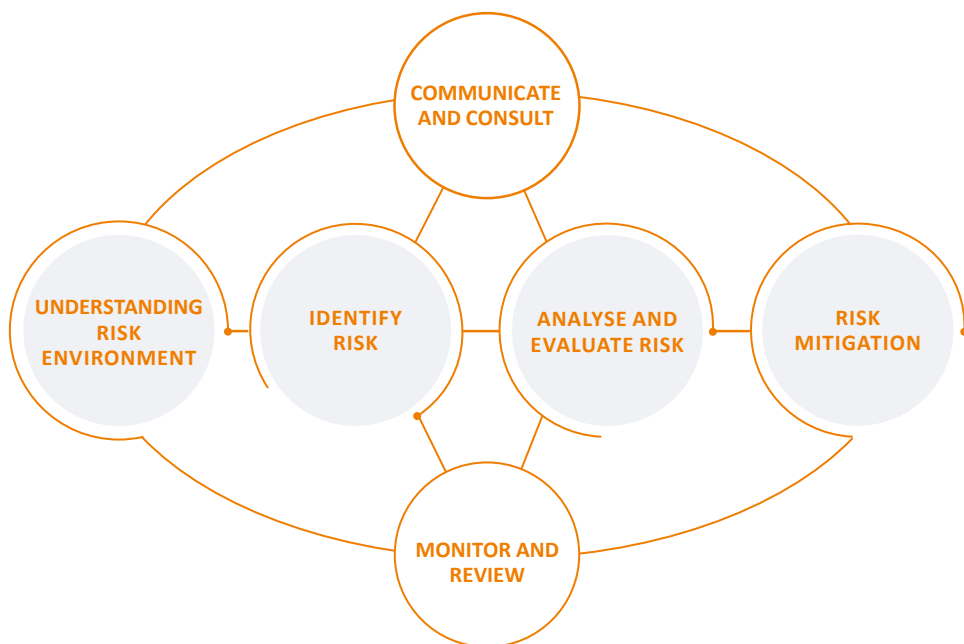 COMMUNICATE
AND CONSULT
UNDERSTANDING
RISK
ENVIRONMENT
IDENTIFY
RISK
ANALYSE AND
EVALUATE RISK
RISK
MITIGATION
MONITOR AND
REVIEW